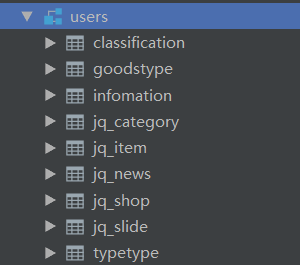 users
classification
goodstype
infomation
jq_category
jq_item
jq_news
jq_shop
jq_slide
typetype